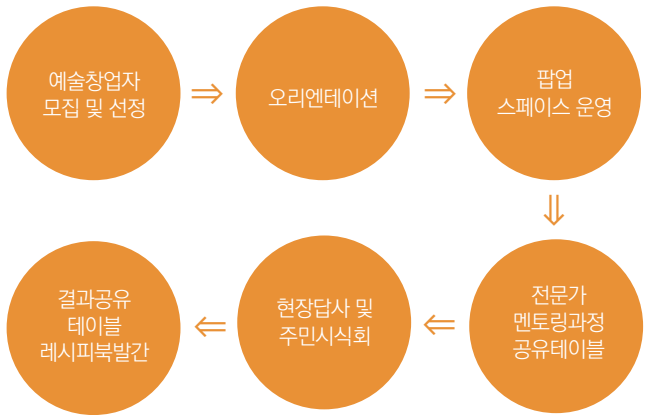 예술창업자
모집 및 선정
오리엔테이션
팝업
스페이스 운영
전문가
멘토링과정
공유테이블
현장답사 및
주민시식회
결과공유
테이블
레시피북발간